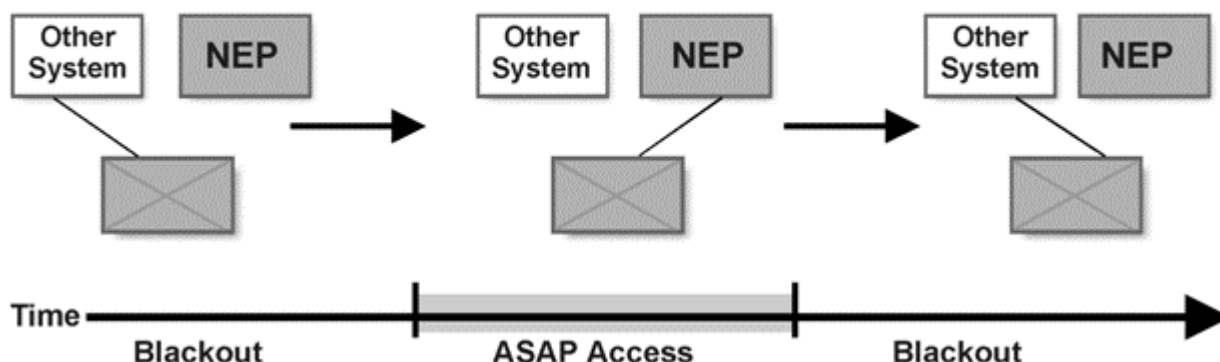 Other
System
NEP
Other
System
NEP
Other
System
NEP
Time
Blackout
ASAP Access
Blackout